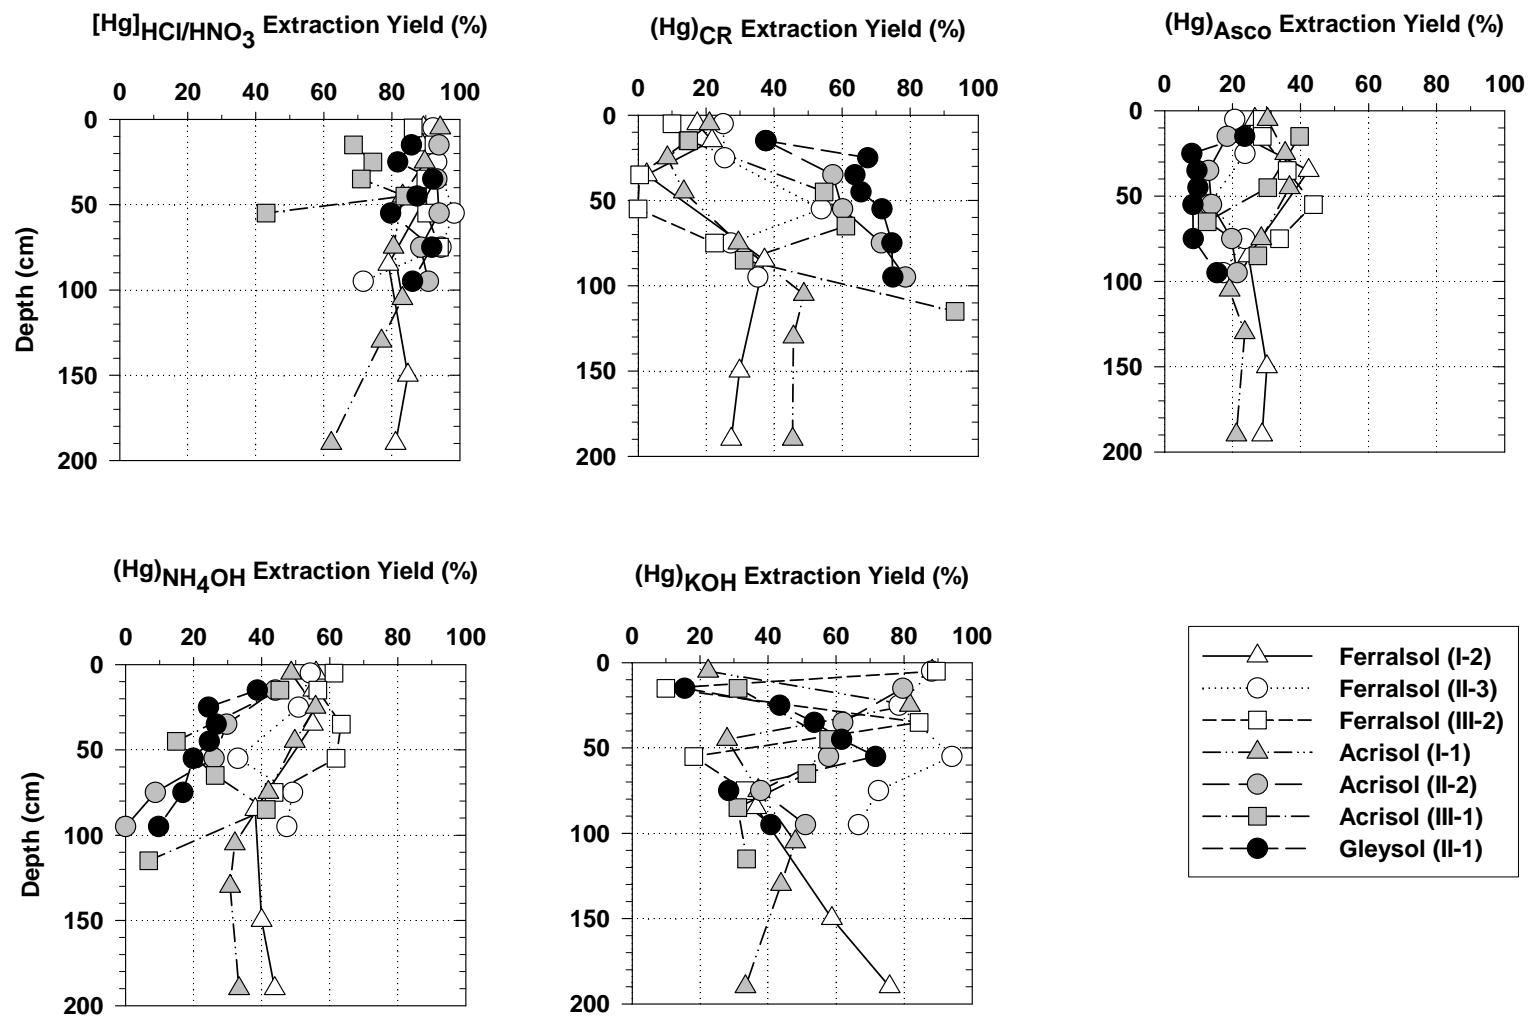 [Hg]HCl/HNO3 Extraction Yield (%)
0 20 40 60 80 100
0
50
100
150
200
Depth (cm)
(Hg)CR Extraction Yield (%)
0 20 40 60 80 100
0
50
100
150
200
(Hg)Asco Extraction Yield (%)
0 20 40 60 80 100
0
50
100
150
200
(Hg)NH4OH Extraction Yield (%)
0 20 40 60 80 100
0
50
100
150
200
Depth (cm)
(Hg)KOH Extraction Yield (%)
0 20 40 60 80 100
0
50
100
150
200
Ferralsol (I-2)
Ferralsol (II-3)
Ferralsol (III-2)
Acrisol (I-1)
Acrisol (II-2)
Acrisol (III-1)
Gleysol (II-1)